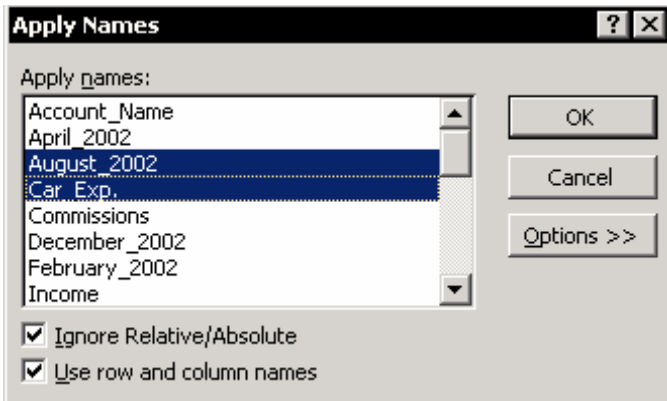 Apply Names
Apply names:
Account_Name
April_2002
August_2002
Car_Exp.
Commissions
December_2002
February_2002
Income
OK
Cancel
Options >>
Ignore Relative/Absolute
Use row and column names